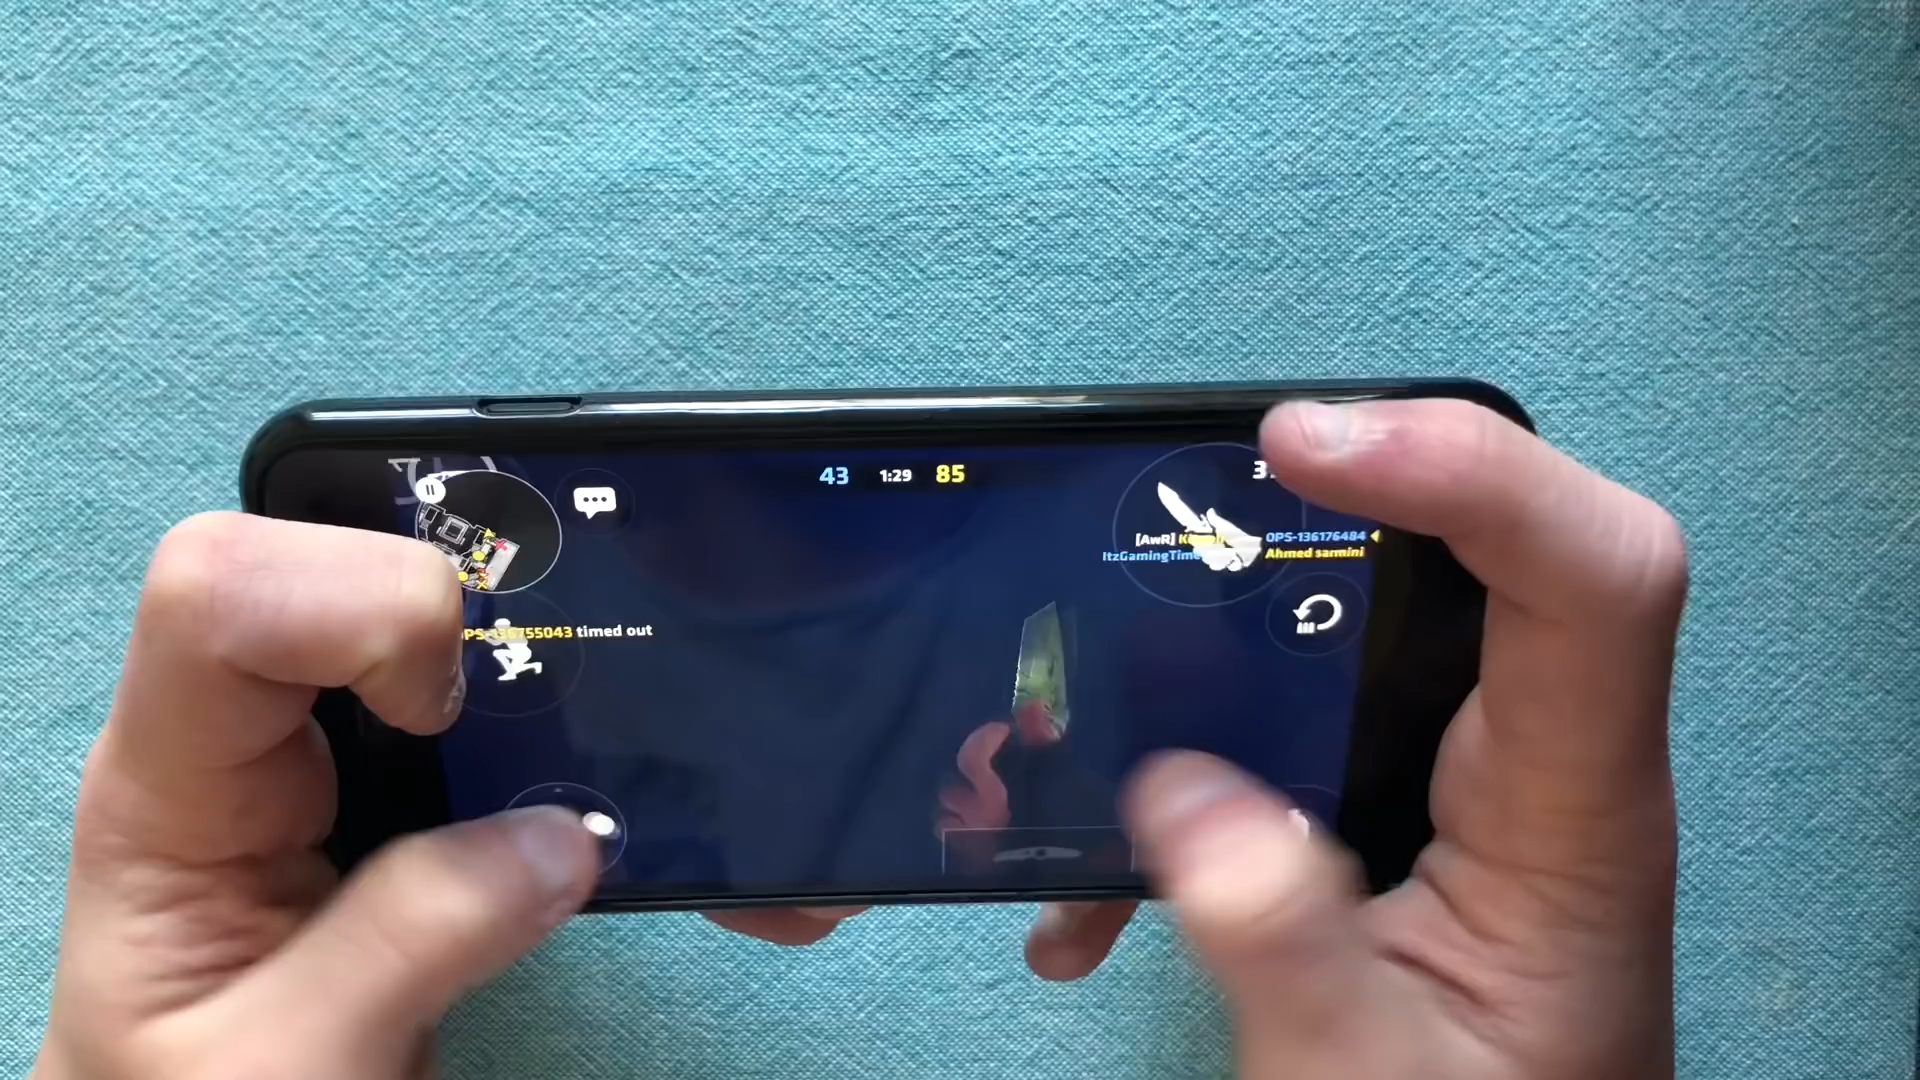 43 1:29 85
[AwR]
OPS-136176484
ItzGamingTime
Ahmed sarmini
timed out